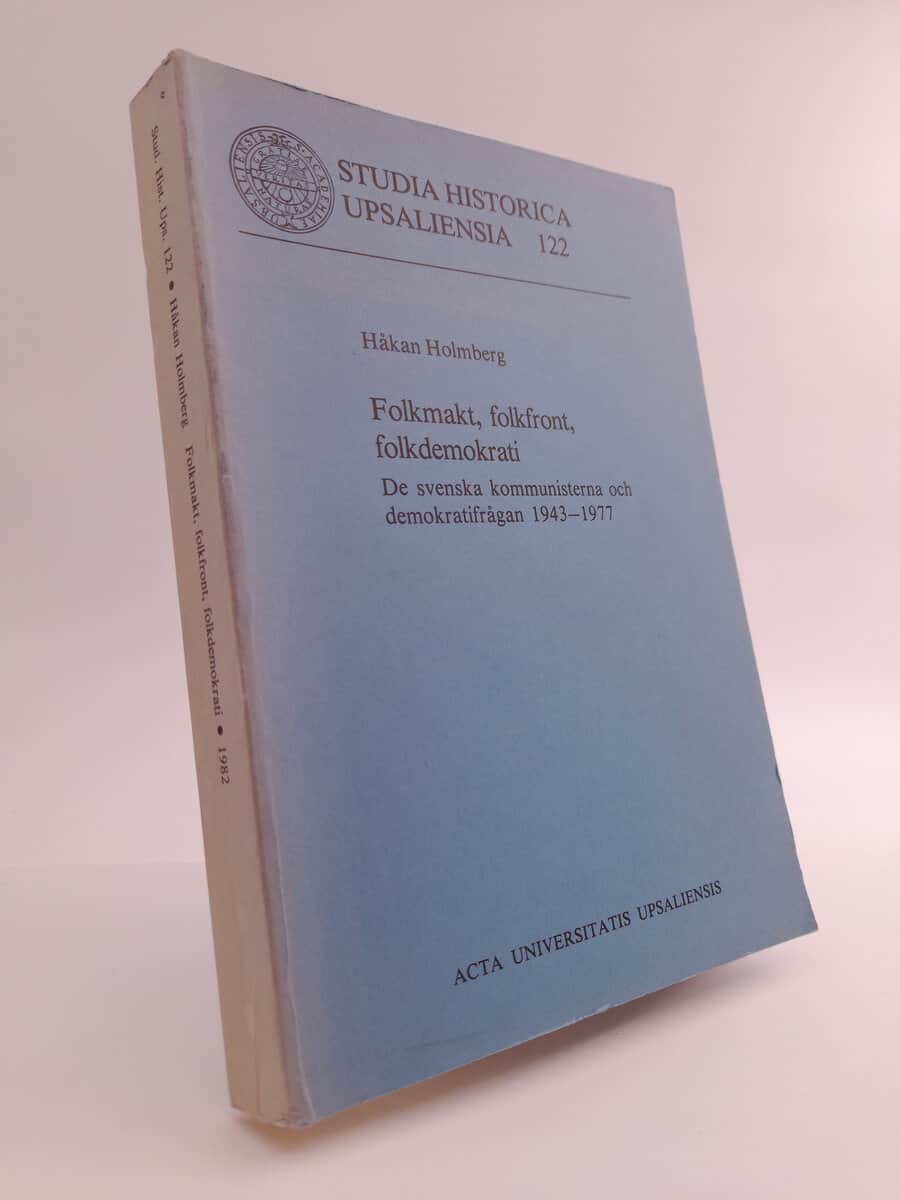 STUDIA HISTORICA
UPSALIENSIA 122
Håkan Holmberg
Folkmakt, folkfront,
folkdemokrati
De svenska kommunisterna och
demokratifrågan 1943–1977
ACTA UNIVERSITATIS UPSALIENSIS
Stud. Hist. Ups. 122 • Håkan Holmberg Folkmakt, folkfront, folkdemokrati • 1982